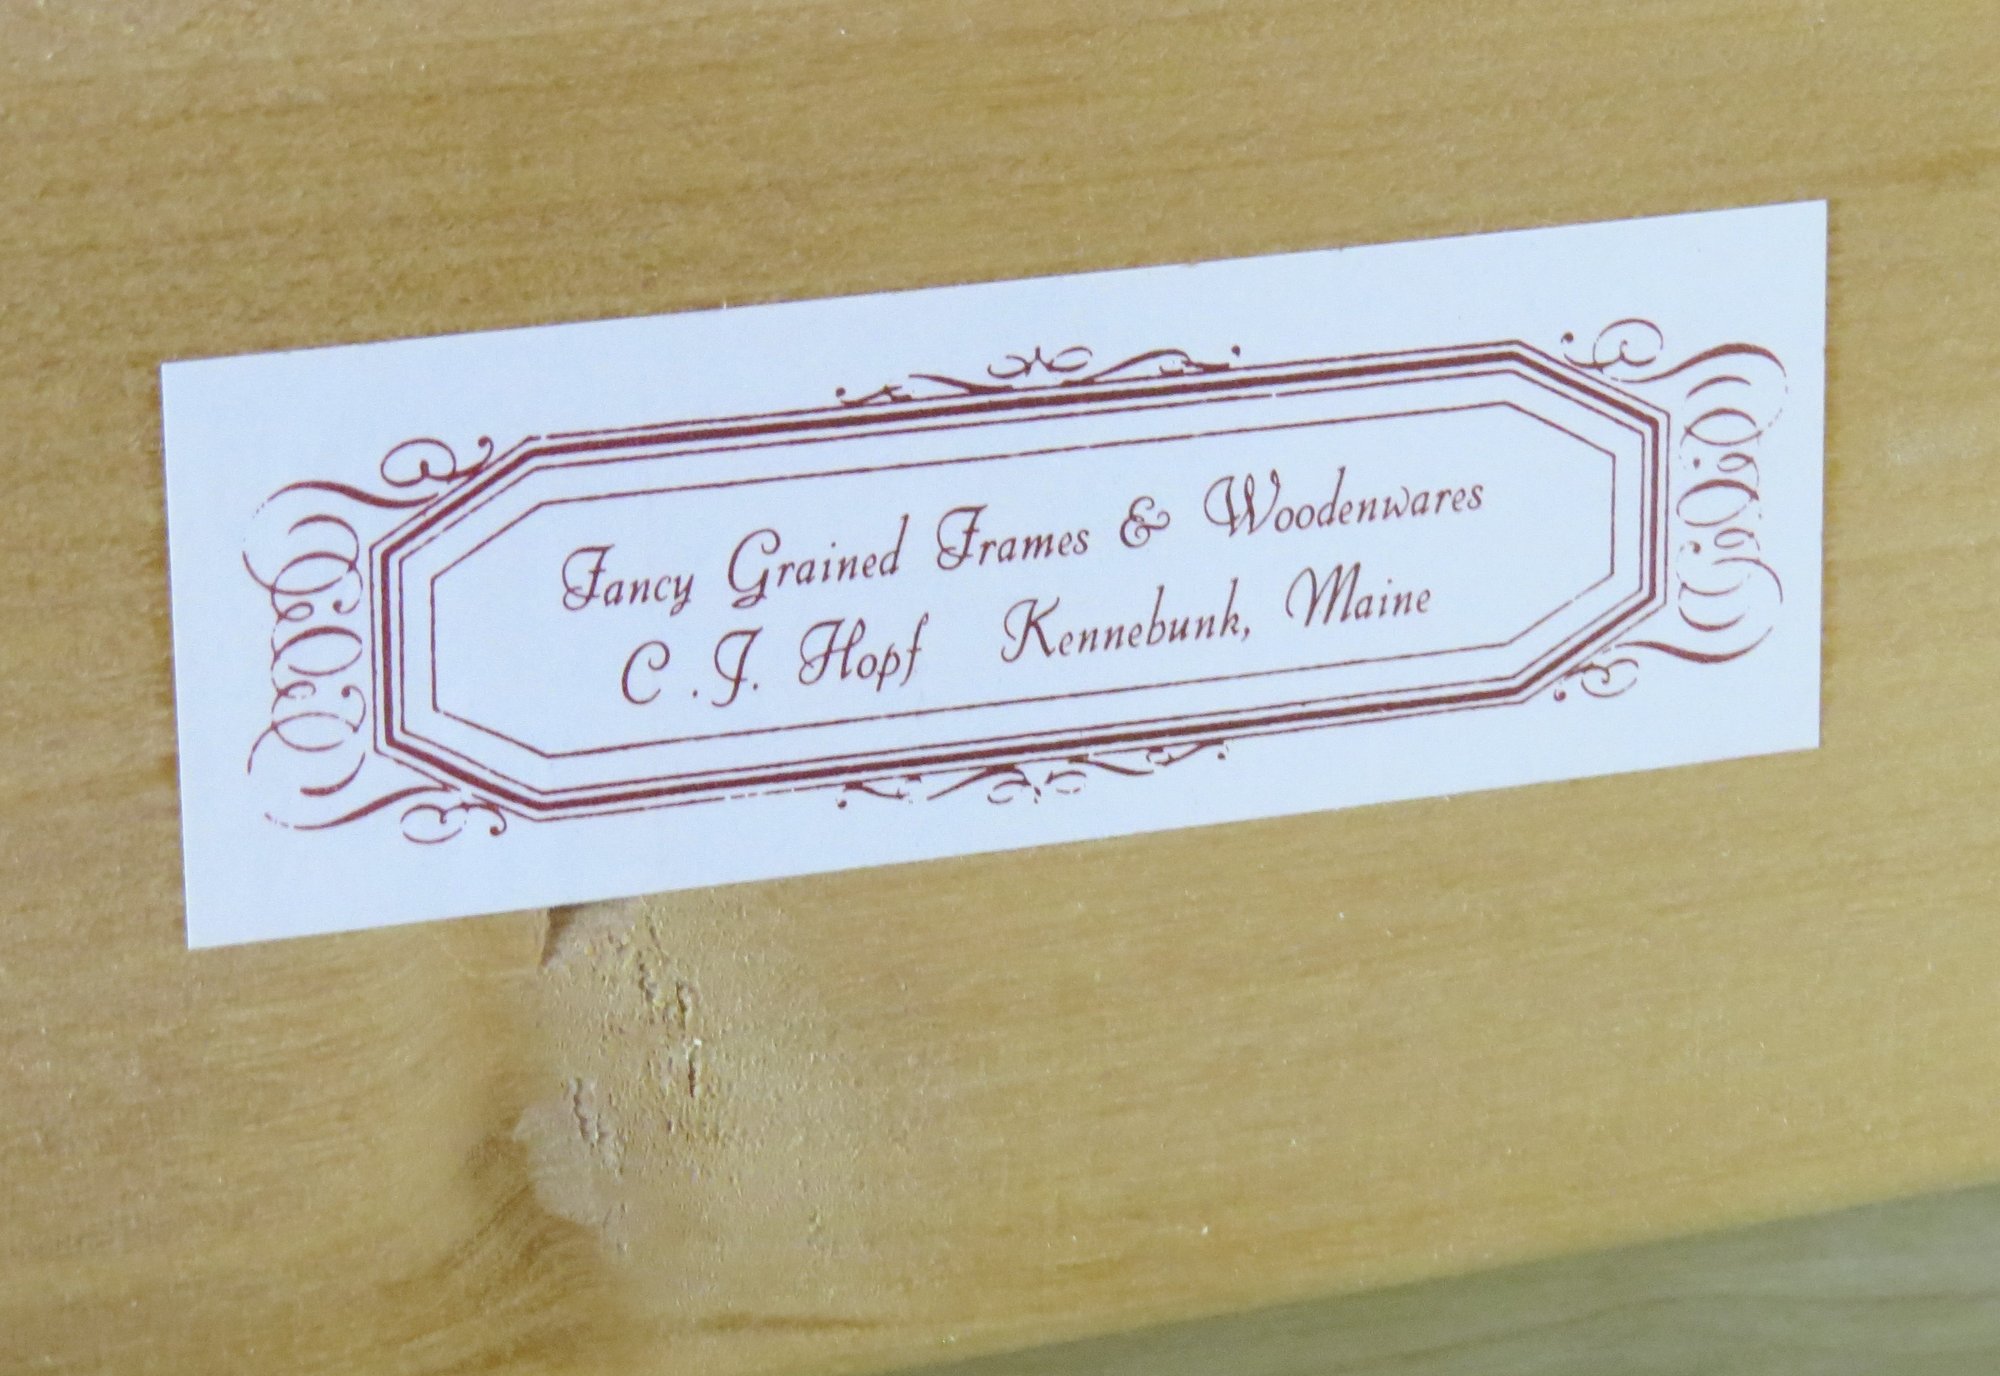 Fancy Grained Frames & Woodenwares
C.J. Hopf Kennebunk, Maine